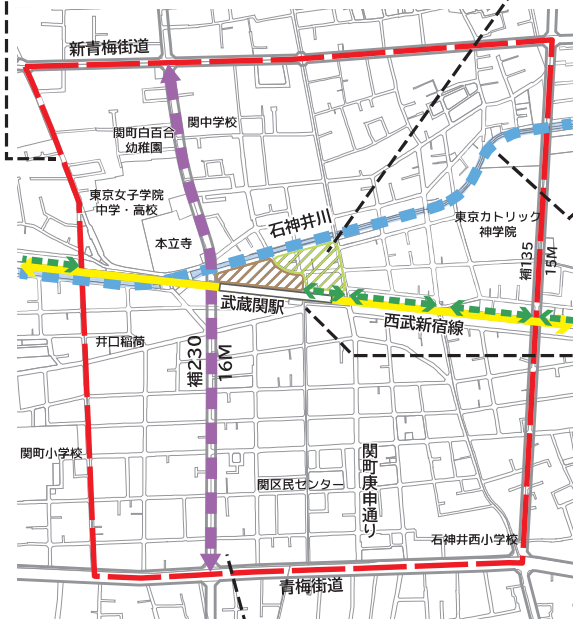 新青梅街道
関中学校
関町白百合
幼稚園
東京女子学院
中学・高校
石神井川
東京カトリック
神学院
本立寺
補135
15M
武蔵関駅
西武新宿線
井口稲荷
補230
16M
関町小学校
関区民センター
関町庚申通り
石神井西小学校
青梅街道